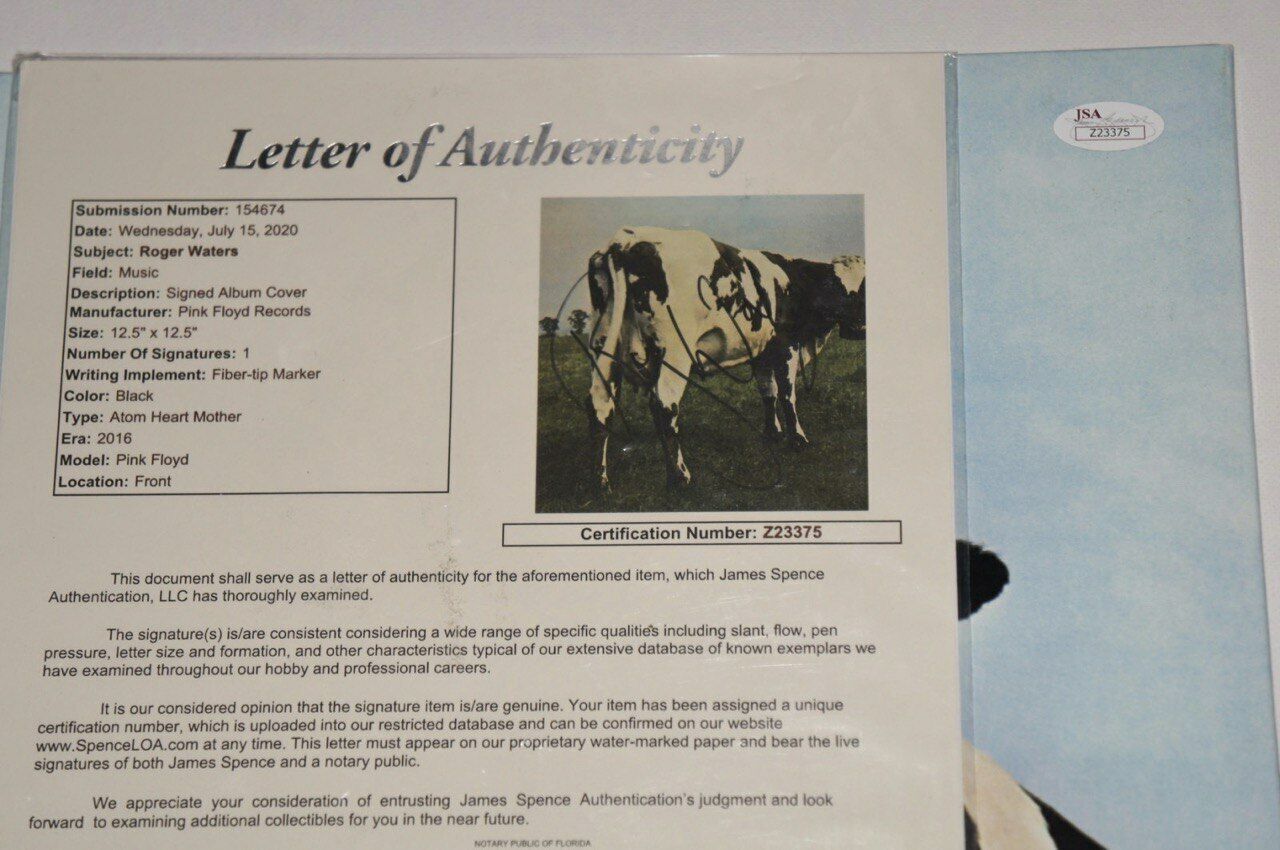 Letter of Authenticity
JSA
Z23375
Submission Number: 154674
Date: Wednesday, July 15, 2020
Subject: Roger Waters
Field: Music
Description: Signed Album Cover
Manufacturer: Pink Floyd Records
Size: 12.5" x 12.5"
Number Of Signatures: 1
Writing Implement: Fiber-tip Marker
Color: Black
Type: Atom Heart Mother
Era: 2016
Model: Pink Floyd
Location: Front
Certification Number: Z23375
This document shall serve as a letter of authenticity for the aforementioned item, which James Spence
Authentication, LLC has thoroughly examined.
The signature(s) is/are consistent considering a wide range of specific qualities including slant, flow, pen
pressure, letter size and formation, and other characteristics typical of our extensive database of known exemplars we
have examined throughout our hobby and professional careers.
It is our considered opinion that the signature item is/are genuine. Your item has been assigned a unique
certification number, which is uploaded into our restricted database and can be confirmed on our website
www.SpenceLOA.com at any time. This letter must appear on our proprietary water-marked paper and bear the live
signatures of both James Spence and a notary public.
We appreciate your consideration of entrusting James Spence Authentication's judgment and look
forward to examining additional collectibles for you in the near future.
NOTARY PUBLIC OF FLORIDA